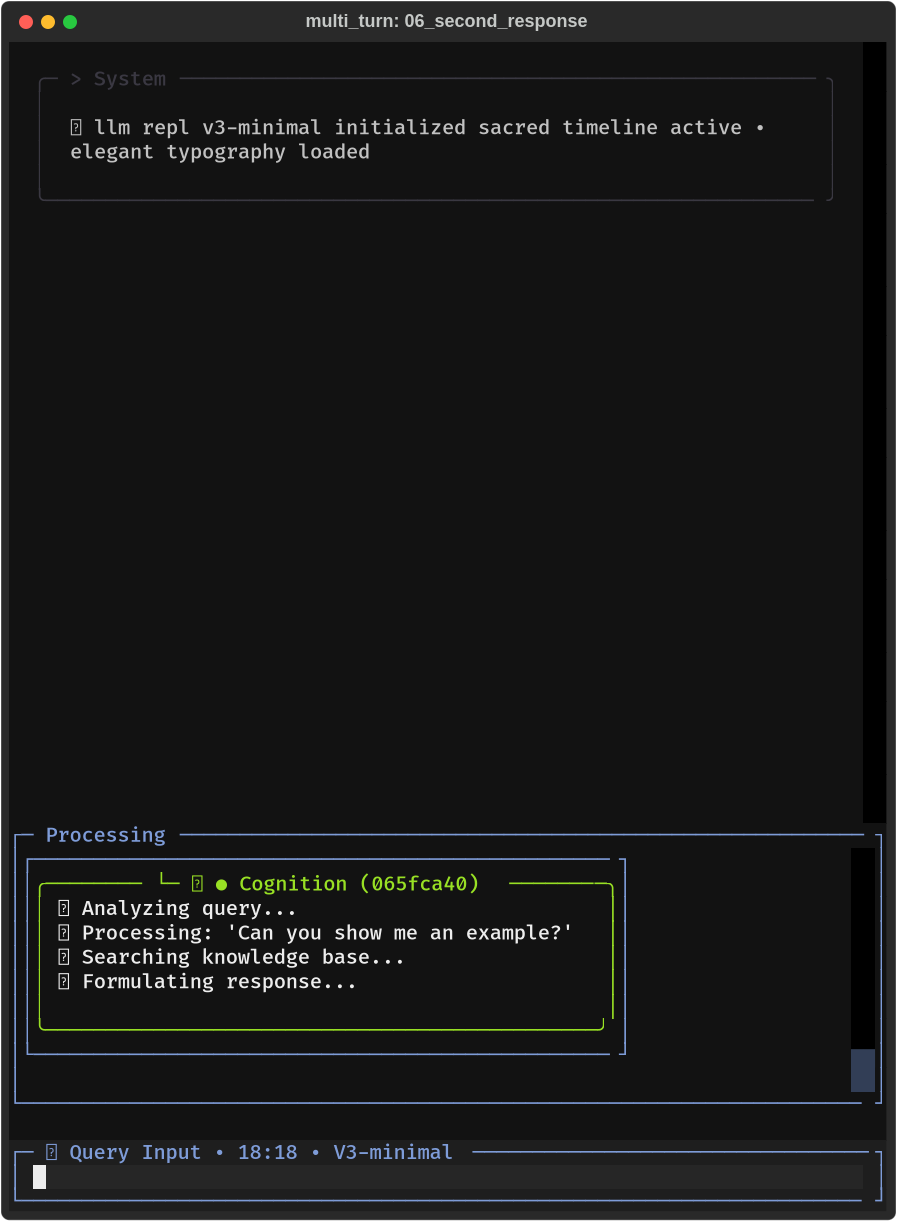 multi_turn: 06_second_response
> System
llm repl v3-minimal initialized sacred timeline active •
elegant typography loaded
Processing
└─ ● Cognition (065fca40)
Analyzing query...
Processing: 'Can you show me an example?'
Searching knowledge base...
Formulating response...
Query Input • 18:18 • V3-minimal